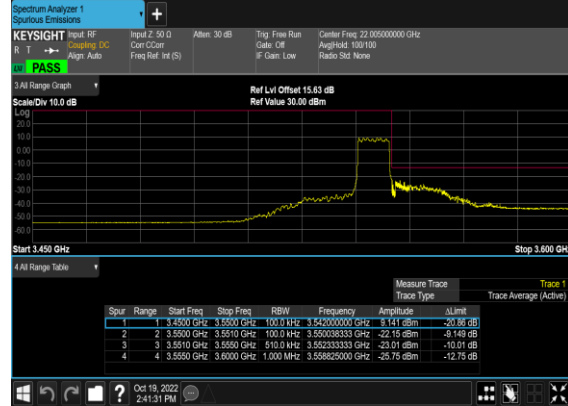 Spectrum Analyzer 1
Spurious Emissions
+
KEYSIGHT Input: RF Input Z: 50 Ω Atten: 30 dB Trig: Free Run Center Freq: 22.005000000 GHz
R T Coupling: DC Corr CCorr Gate: Off Avg|Hold: 100/100
Align: Auto Freq Ref: Int (S) IF Gain: Low Radio Std: None
PASS
3 All Range Graph
Ref Lvl Offset 15.63 dB
Scale/Div 10.0 dB Ref Value 30.00 dBm
Log
20.0
10.0
0.00
-10.0
-20.0
-30.0
-40.0
-50.0
-60.0
Start 3.450 GHz Stop 3.600 GH
4 All Range Table
Measure Trace Trace 1
Trace Type Trace Average (Active)
Spur Range Start Freq Stop Freq RBW Frequency Amplitude ΔLimit
1 1 3.4500 GHz 3.5500 GHz 100.0 kHz 3.542000000 GHz 9.141 dBm -20.86 dB
2 2 3.5500 GHz 3.5510 GHz 100.0 kHz 3.550038333 GHz -22.15 dBm -9.149 dB
3 3 3.5510 GHz 3.5550 GHz 510.0 kHz 3.552333333 GHz -23.01 dBm -10.01 dB
4 4 3.5550 GHz 3.6000 GHz 1.000 MHz 3.558825000 GHz -25.75 dBm -12.75 dB
? Oct 19, 2022
2:41:31 PM